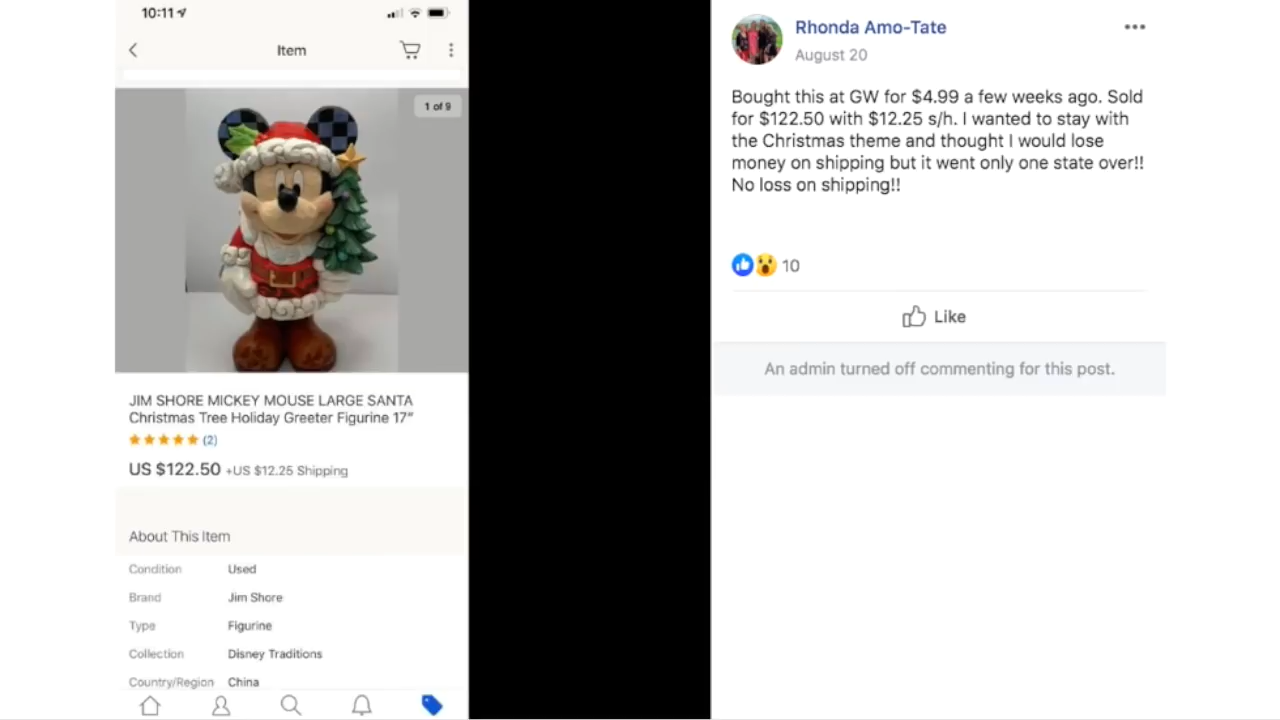 10:11
Item
1 of 9
JIM SHORE MICKEY MOUSE LARGE SANTA
Christmas Tree Holiday Greeter Figurine 17"
(2)
US $122.50 +US $12.25 Shipping
About This Item
Condition Used
Brand Jim Shore
Type Figurine
Collection Disney Traditions
Country/Region China
Rhonda Amo-Tate
August 20
Bought this at GW for $4.99 a few weeks ago. Sold
for $122.50 with $12.25 s/h. I wanted to stay with
the Christmas theme and thought I would lose
money on shipping but it went only one state over!!
No loss on shipping!!
10
Like
An admin turned off commenting for this post.